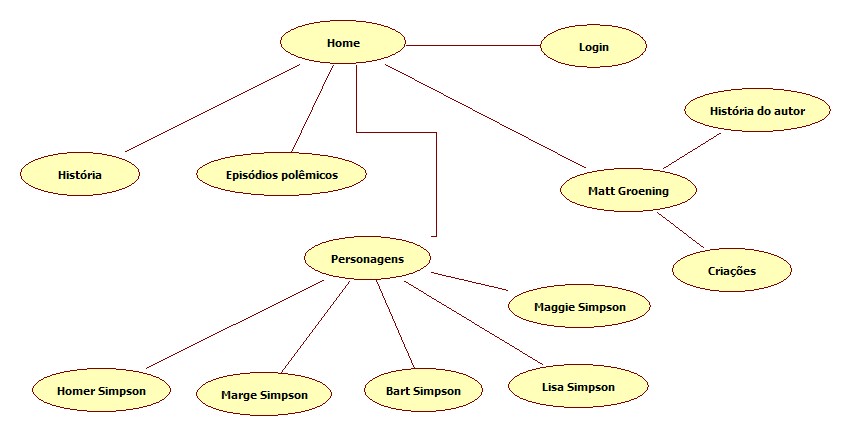 Home
Login
História do autor
História
Episódios polêmicos
Matt Groening
Personagens
Criações
Maggie Simpson
Homer Simpson
Marge Simpson
Bart Simpson
Lisa Simpson